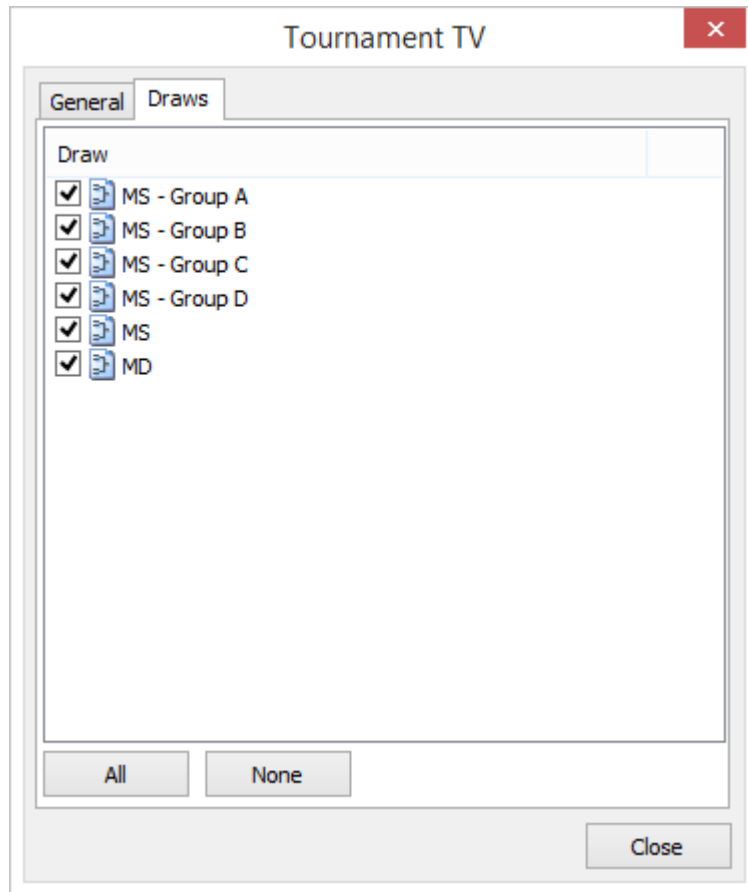 Tournament TV
General Draws
Draw
MS - Group A
MS - Group B
MS - Group C
MS - Group D
MS
MD
All None
Close